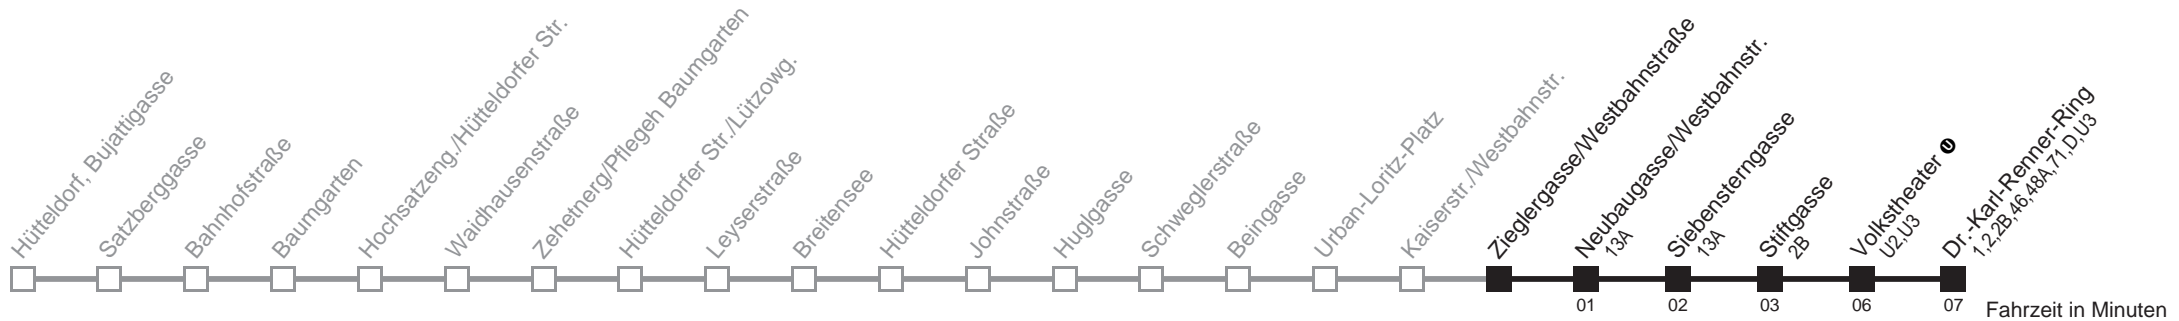 Hütteldorf, Bujattigasse
Satzberggasse
Bahnhofstraße
Baumgarten
Hochsatzeng./Hütteldorfer Str.
Waidhausenstraße
Zehetnerg/Pflegeh Baumgarten
Hütteldorfer Str./Lützowg.
Leyserstraße
Breitensee
Hütteldorfer Straße
Johnstraße
Huglgasse
Schweglerstraße
Beingasse
Urban-Loritz-Platz
Kaiserstr./Westbahnstr.
Zieglergasse/Westbahnstraße
Neubaugasse/Westbahnstr.
13A
Siebensterngasse
13A
Stiftgasse
2B
Volkstheater U
U2,U3
Dr.-Karl-Renner-Ring
1,2,2B,46,48A,71,D,U3
01 02 03 06 07 Fahrzeit in Minuten